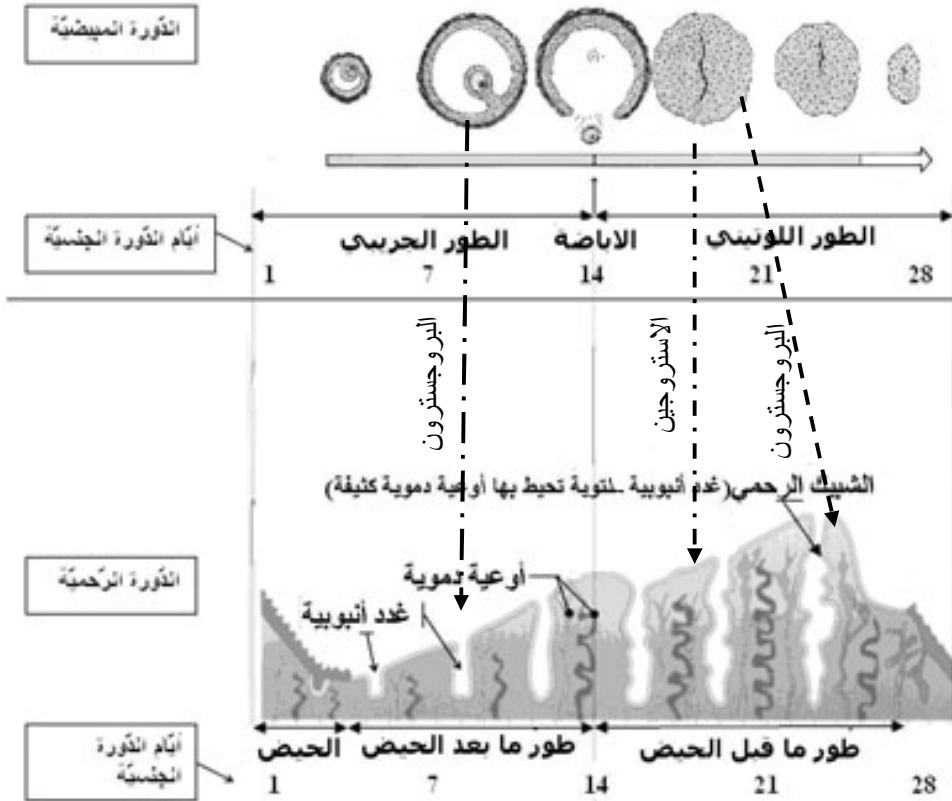 الدّورة المبيضيّة
أيّام الدّورة الجنسيّة
الطور الجريبي
الاباضة
الطور اللوتيني
1
7
14
21
28
البروجسترون
الاستروجين
البروجسترون
الشبيك الرحمي(غدد أنبوبية ملتوية تحيط بها أوعية دموية كثيفة)
الدّورة الرّحميّة
أوعية دموية
غدد أنبوبية
الحيض
طور ما بعد الحيض
طور ما قبل الحيض
أيّام الدّورة
الجنسيّة
1
7
14
21
28